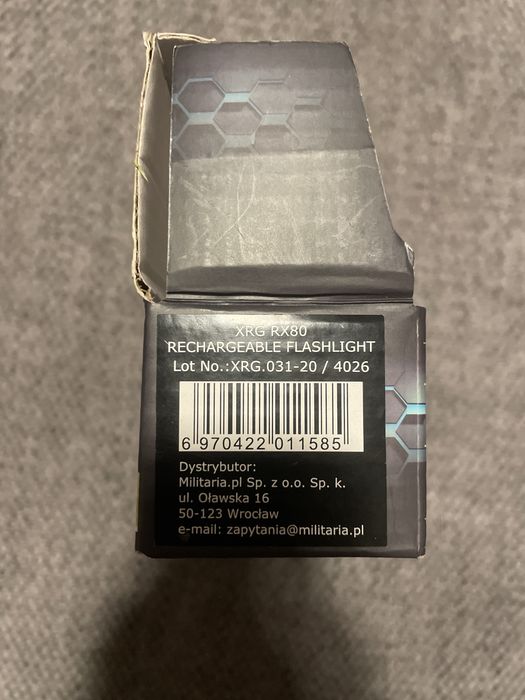 XRG RX80
RECHARGEABLE FLASHLIGHT
Lot No.:XRG.031-20 / 4026
6 970422 011585
Dystrybutor:
Militaria.pl Sp. z o.o. Sp. k.
ul. Oławska 16
50-123 Wrocław
e-mail: zapytania@militaria.pl